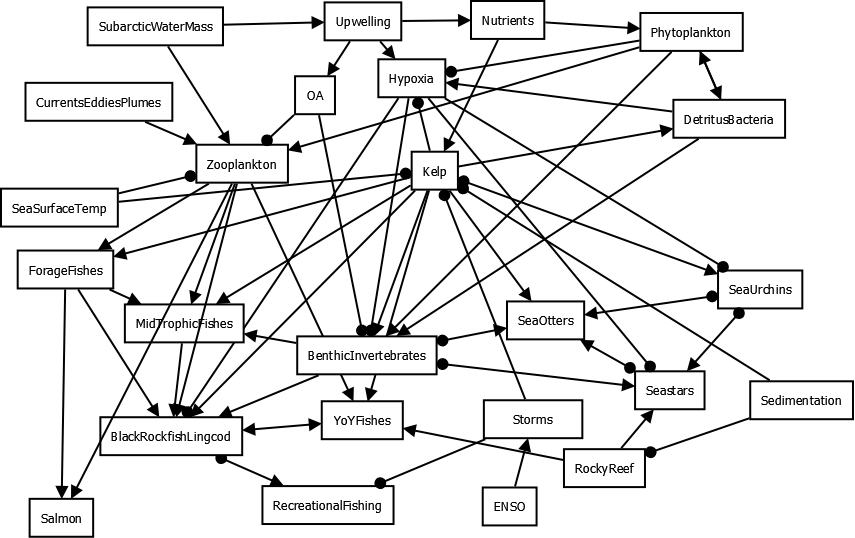 SubarcticWaterMass
Upwelling
Nutrients
Phytoplankton
Hypoxia
OA
CurrentsEddiesPlumes
DetritusBacteria
Zooplankton
Kelp
SeaSurfaceTemp
ForageFishes
SeaUrchins
MidTrophicFishes
SeaOtters
BenthicInvertebrates
Seastars
Sedimentation
BlackRockfishLingcod
YoYFishes
Storms
RockyReef
RecreationalFishing
ENSO
Salmon